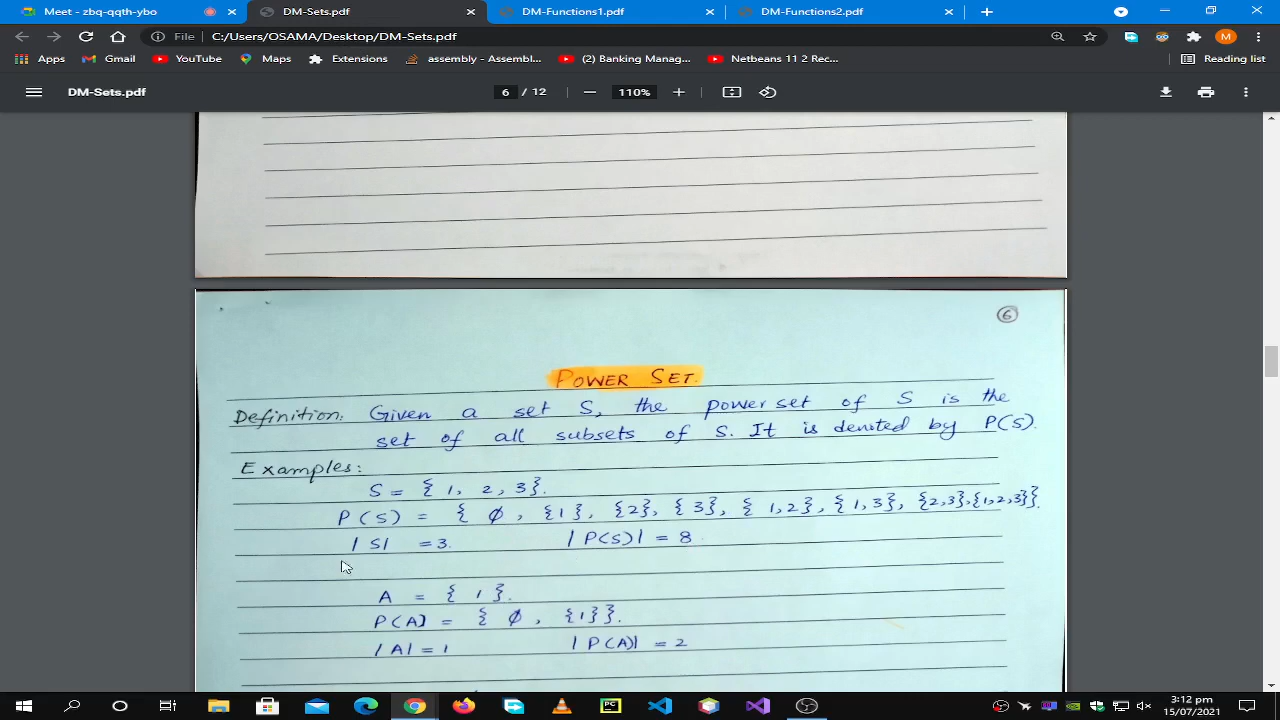 Meet - zbq-qqth-ybo
DM-Sets.pdf
DM-Functions1.pdf
DM-Functions2.pdf
File
C:/Users/OSAMA/Desktop/DM-Sets.pdf
M
Apps
Gmail
YouTube
Maps
Extensions
assembly - Assembl...
(2) Banking Manag...
Netbeans 11 2 Rec...
Reading list
DM-Sets.pdf
6 / 12
110%
6
POWER SET.
Definition: Given a set S, the power set of S is the
set of all subsets of S. It is denoted by P(S).
Examples:
S = { 1, 2, 3}.
P(S) = { ∅, {1}, {2}, {3}, {1,2}, {1,3}, {2,3}, {1,2,3}}.
|S| = 3. |P(S)| = 8
A = { 1 }.
P(A) = { ∅, {1}}.
|A| = 1 |P(A)| = 2
PC
3:12 pm
15/07/2021